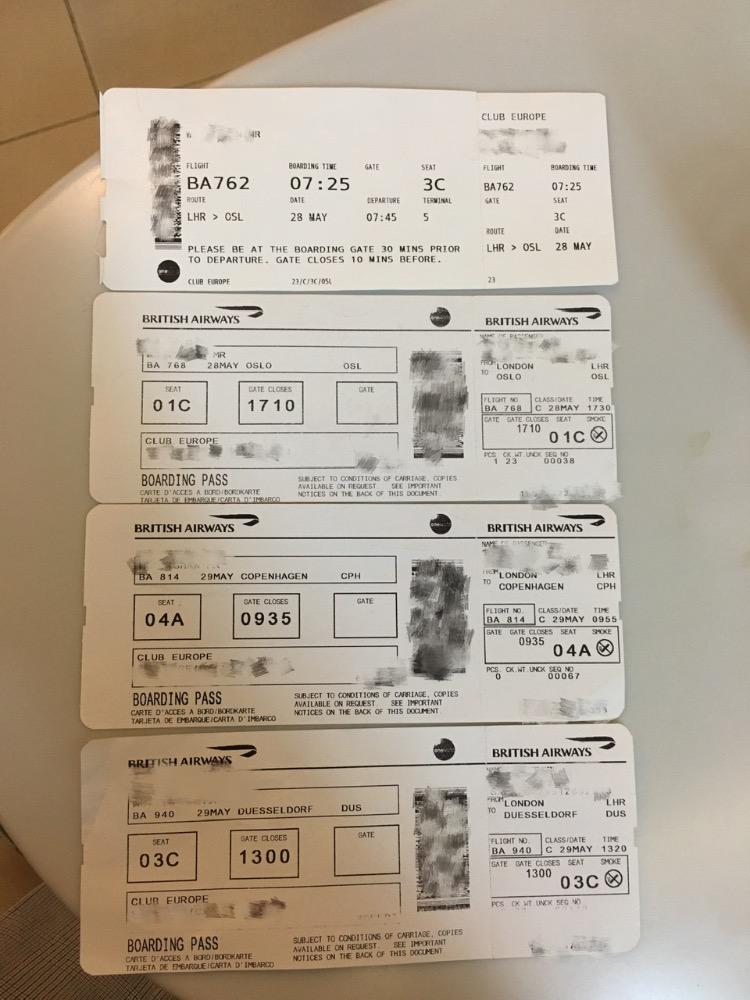 MR
CLUB EUROPE
FLIGHT BOARDING TIME GATE SEAT
BA762 07:25 3C
ROUTE DATE DEPARTURE TERMINAL
LHR > OSL 28 MAY 07:45 5
PLEASE BE AT THE BOARDING GATE 30 MINS PRIOR
TO DEPARTURE. GATE CLOSES 10 MINS BEFORE.
CLUB EUROPE 23/C/3C/OSL
FLIGHT BOARDING TIME
BA762 07:25
GATE SEAT
3C
ROUTE DATE
LHR > OSL 28 MAY
23
BRITISH AIRWAYS
MR
BA 768 28MAY OSLO OSL
SEAT GATE CLOSES GATE
01C 1710
CLUB EUROPE
BOARDING PASS
CARTE D'ACCES A BORD/BORDKARTE
TARJETA DE EMBARQUE/CARTA D'IMBARCO
SUBJECT TO CONDITIONS OF CARRIAGE, COPIES
AVAILABLE ON REQUEST SEE IMPORTANT
NOTICES ON THE BACK OF THIS DOCUMENT
BRITISH AIRWAYS
NAME OF PASSENGER
FROM LONDON LHR
TO OSLO OSL
FLIGHT NO CLASS/DATE TIME
BA 768 C 28MAY 1730
GATE GATE CLOSES SEAT SMOKE
1710 01C
PCS CK.WT UNCK SEQ NO
1 23 00038
BRITISH AIRWAYS
BA 814 29MAY COPENHAGEN CPH
SEAT GATE CLOSES GATE
04A 0935
CLUB EUROPE
BOARDING PASS
CARTE D'ACCES A BORD/BORDKARTE
TARJETA DE EMBARQUE/CARTA D'IMBARCO
SUBJECT TO CONDITIONS OF CARRIAGE, COPIES
AVAILABLE ON REQUEST SEE IMPORTANT
NOTICES ON THE BACK OF THIS DOCUMENT
BRITISH AIRWAYS
NAME OF PASSENGER
FROM LONDON LHR
TO COPENHAGEN CPH
FLIGHT NO. CLASS/DATE TIME
BA 814 C 29MAY 0955
GATE GATE CLOSES SEAT SMOKE
0935 04A
PCS. CK.WT UNCK SEQ NO
0 00067
BRITISH AIRWAYS
BA 940 29MAY DUESSELDORF DUS
SEAT GATE CLOSES GATE
03C 1300
CLUB EUROPE
BOARDING PASS
CARTE D'ACCES A BORD/BORDKARTE
TARJETA DE EMBARQUE/CARTA D'IMBARCO
SUBJECT TO CONDITIONS OF CARRIAGE, COPIES
AVAILABLE ON REQUEST. SEE IMPORTANT
NOTICES ON THE BACK OF THIS DOCUMENT
BRITISH AIRWAYS
FROM LONDON LHR
TO DUESSELDORF DUS
FLIGHT NO. CLASS/DATE TIME
BA 940 C 29MAY 1320
GATE GATE CLOSES SEAT SMOKE
1300 03C
PCS CK WT UNCK SEQ NO